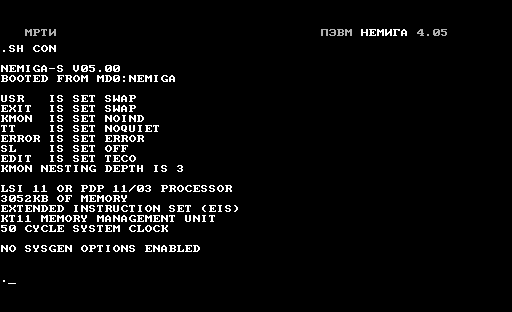 МРТИ ПЭВМ НЕМИГА 4.05
.SH CON
NEMIGA-S V05.00
BOOTED FROM MD0:NEMIGA
USR IS SET SWAP
EXIT IS SET SWAP
KMON IS SET NOIND
TT IS SET NOQUIET
ERROR IS SET ERROR
SL IS SET OFF
EDIT IS SET TECO
KMON NESTING DEPTH IS 3
LSI 11 OR PDP 11/03 PROCESSOR
3052KB OF MEMORY
EXTENDED INSTRUCTION SET (EIS)
KT11 MEMORY MANAGEMENT UNIT
50 CYCLE SYSTEM CLOCK
NO SYSGEN OPTIONS ENABLED
._